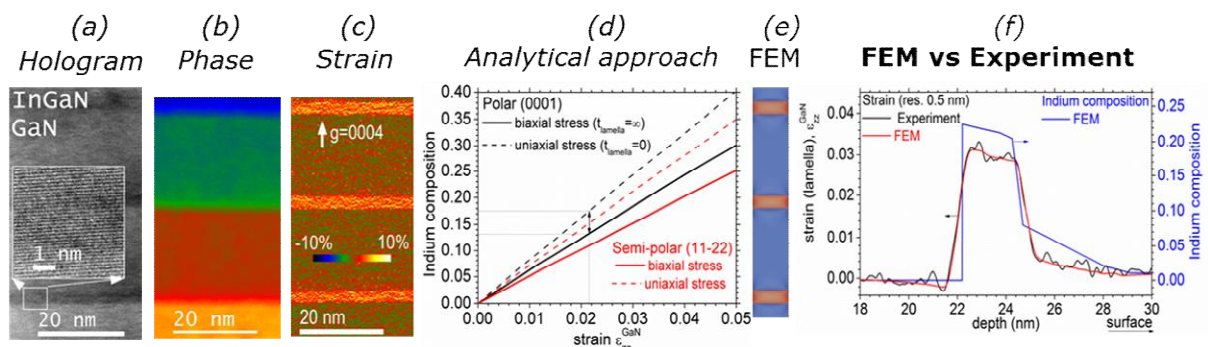 (a)
Hologram
InGaN
GaN
1 nm
20 nm
(b)
Phase
20 nm
(c)
Strain
g=0004
-10% 10%
20 nm
(d)
Analytical approach
Indium composition
0.40
0.35
0.30
0.25
0.20
0.15
0.10
0.05
0.00
Polar (0001)
biaxial stress (t_lamella=∞)
uniaxial stress (t_lamella=0)
Semi-polar (11-22)
biaxial stress
uniaxial stress
0.00 0.01 0.02 0.03 0.04 0.05
strain ε_zz^GaN
(e)
FEM
(f)
FEM vs Experiment
strain (lamella), ε_zz^GaN
0.04
0.03
0.02
0.01
0.00
Strain (res. 0.5 nm)
Experiment
FEM
Indium composition
FEM
0.25
0.20
0.15
0.10
0.05
0.00
Indium composition
18 20 22 24 26 28 30
depth (nm)
surface